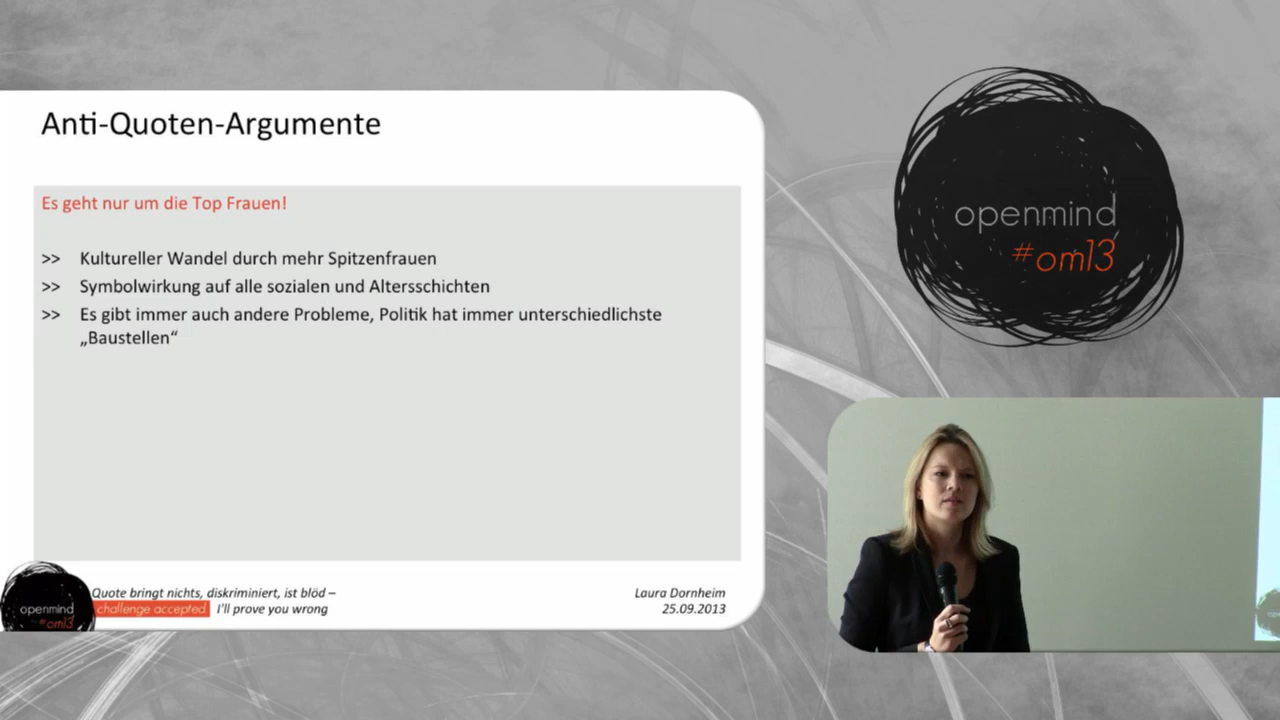 Anti-Quoten-Argumente
Es geht nur um die Top Frauen!
>> Kultureller Wandel durch mehr Spitzenfrauen
>> Symbolwirkung auf alle sozialen und Altersschichten
>> Es gibt immer auch andere Probleme, Politik hat immer unterschiedlichste
„Baustellen“
Quote bringt nichts, diskriminiert, ist blöd –
challenge accepted I'll prove you wrong
Laura Dornheim
25.09.2013
openmind
#om13
openmind
#om13